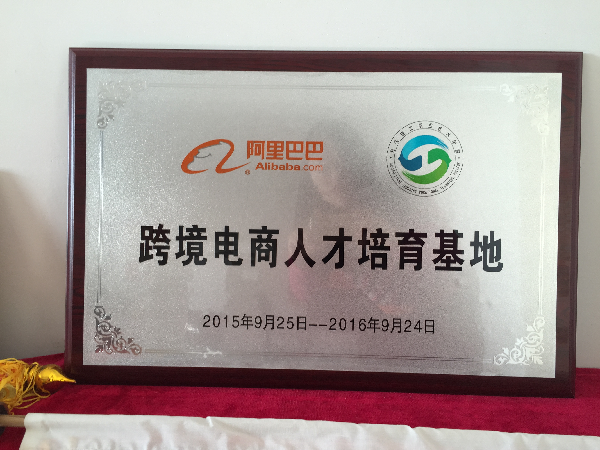 阿里巴巴
Alibaba.com
跨境电商人才培育基地
2015年9月25日--2016年9月24日